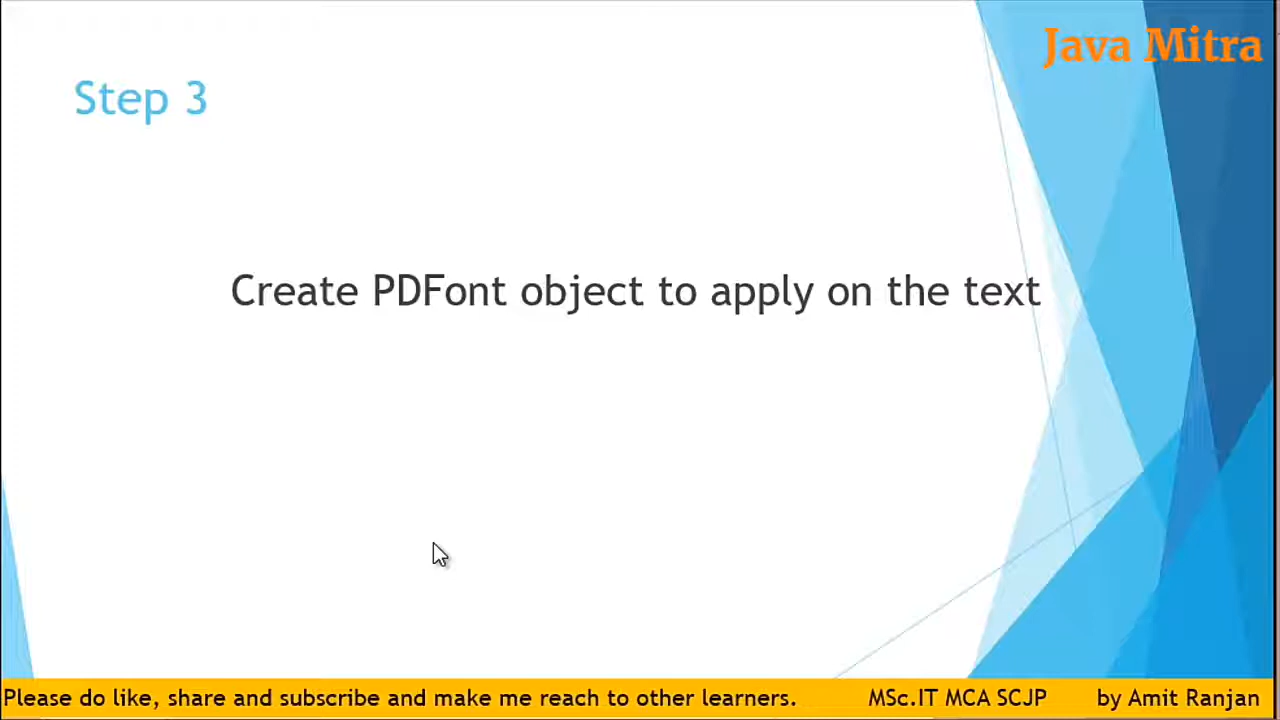 Java Mitra
Step 3
Create PDFont object to apply on the text
Please do like, share and subscribe and make me reach to other learners. MSc.IT MCA SCJP by Amit Ranjan